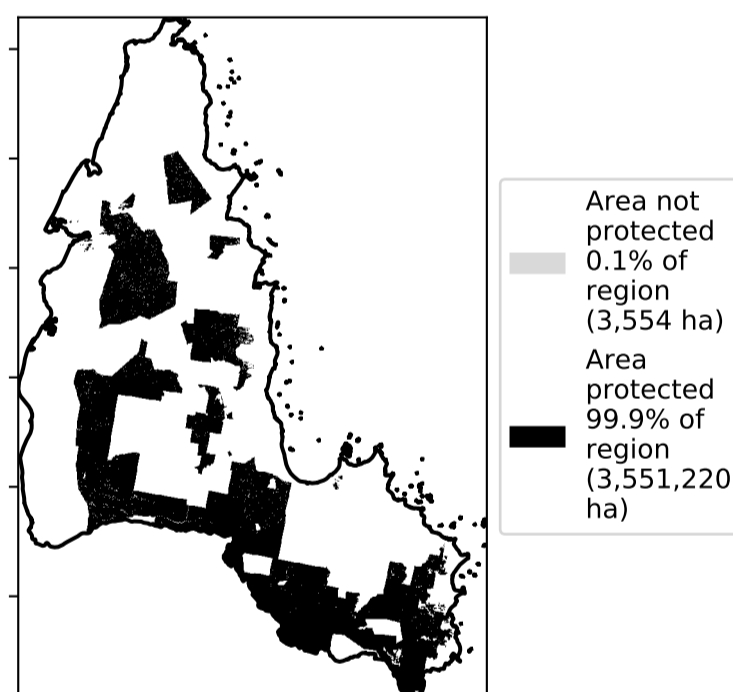 Area not
protected
0.1% of
region
(3,554 ha)
Area
protected
99.9% of
region
(3,551,220
ha)